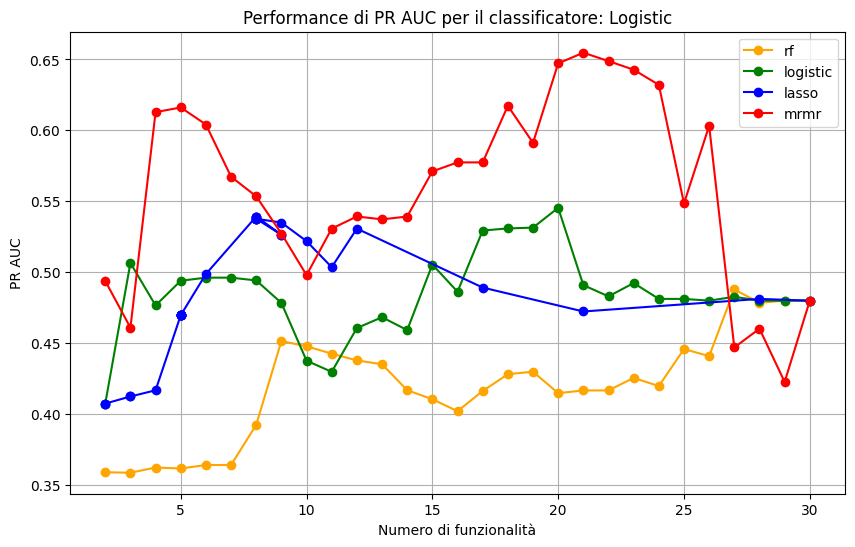 Performance di PR AUC per il classificatore: Logistic
rf
logistic
lasso
mrmr
PR AUC
0.65
0.60
0.55
0.50
0.45
0.40
0.35
5
10
15
20
25
30
Numero di funzionalità